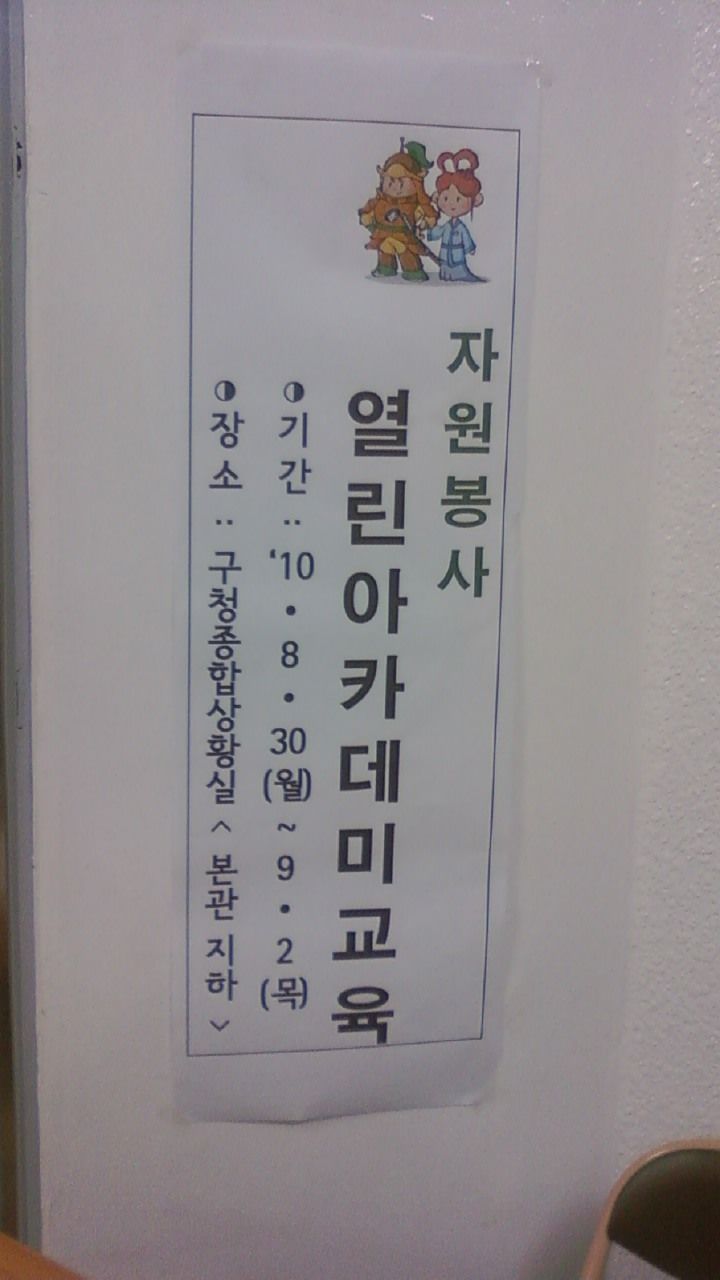 자원봉사
열린아카데미교육
◑기간 : '10 • 8 • 30(월) ~ 9 • 2(목)
◑장소 : 구청종합상황실 < 본관 지하 >